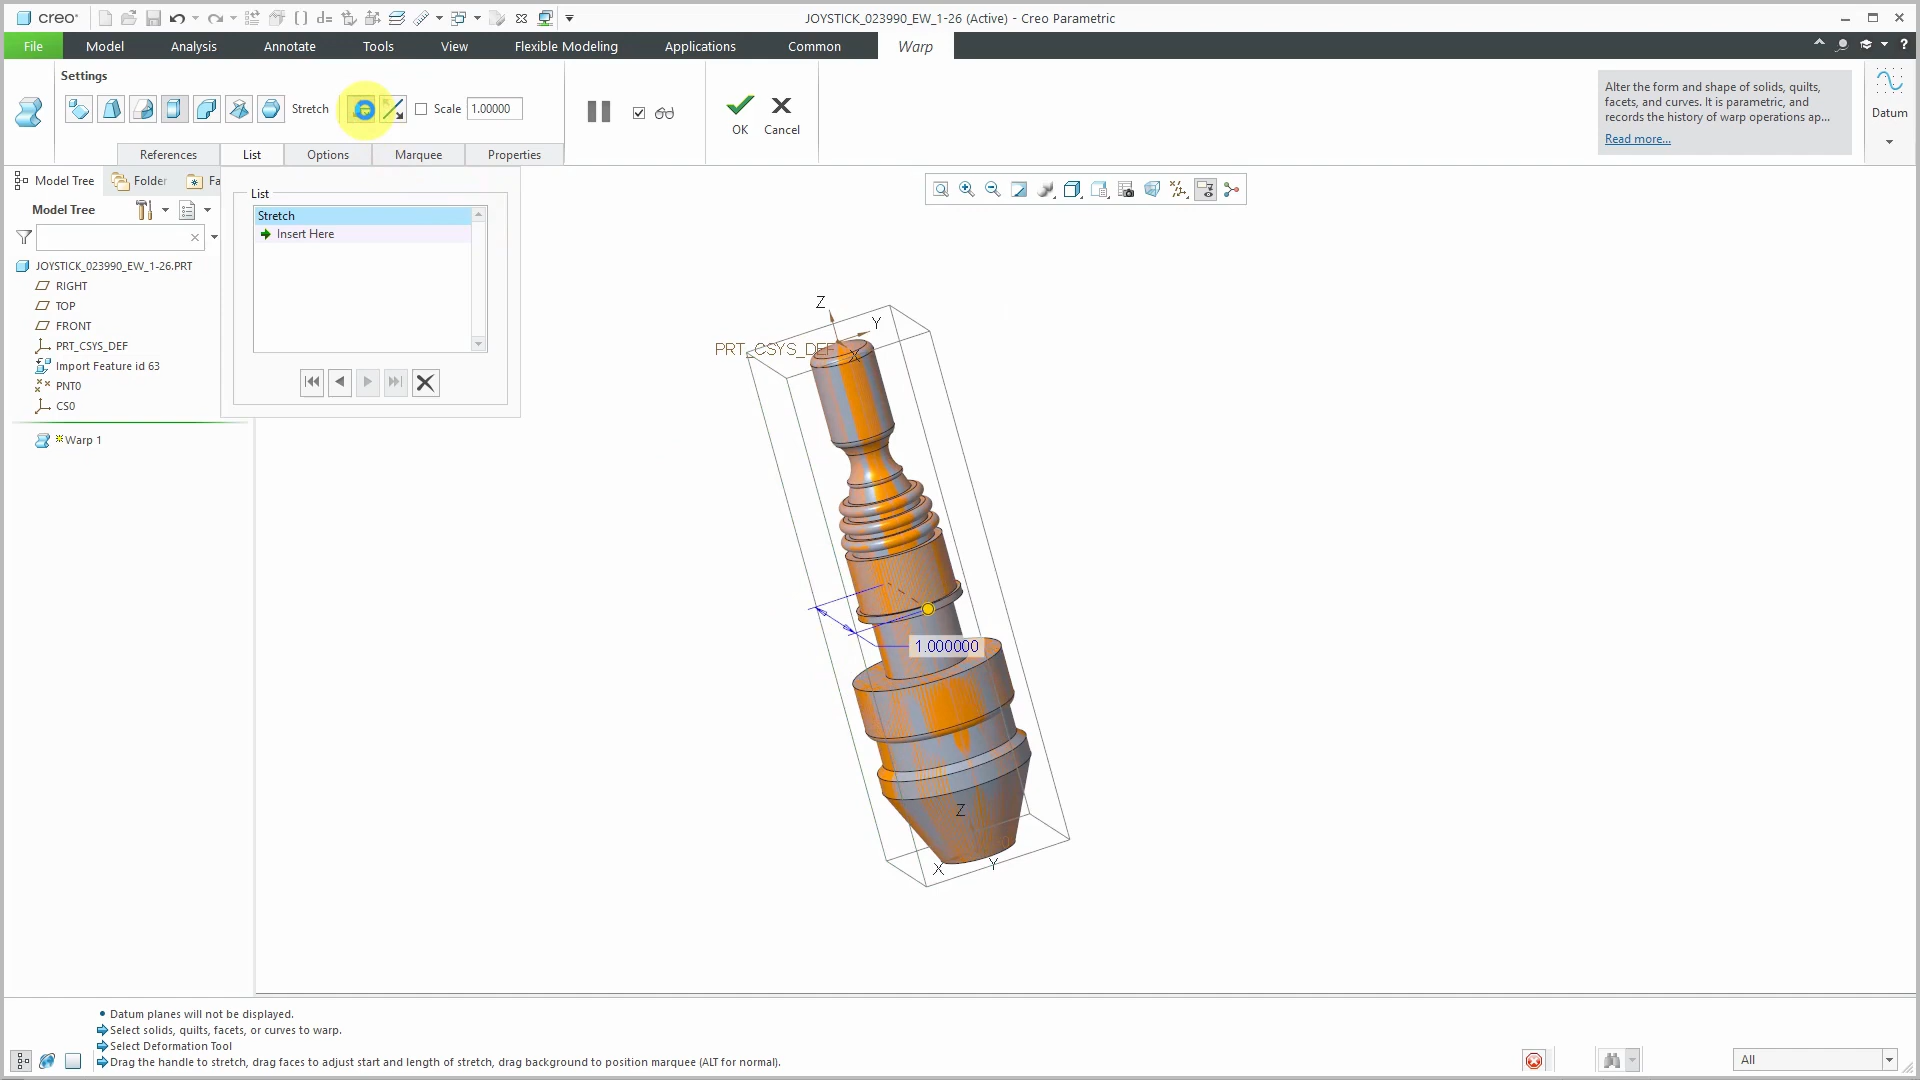 creo
d=
JOYSTICK_023990_EW_1-26 (Active) - Creo Parametric
File
Model
Analysis
Annotate
Tools
View
Flexible Modeling
Applications
Common
Warp
?
Settings
Stretch
Scale
1.00000
OK
Cancel
Alter the form and shape of solids, quilts,
facets, and curves. It is parametric, and
records the history of warp operations ap...
Read more...
Datum
References
List
Options
Marquee
Properties
Model Tree
Folder
Fa
Model Tree
List
Stretch
Insert Here
JOYSTICK_023990_EW_1-26.PRT
RIGHT
TOP
FRONT
PRT_CSYS_DEF
Import Feature id 63
PNT0
CS0
Warp 1
Z
Y
PRT_CSYS_DEF
X
1.000000
Z
X
Y
Datum planes will not be displayed.
Select solids, quilts, facets, or curves to warp.
Select Deformation Tool
Drag the handle to stretch, drag faces to adjust start and length of stretch, drag background to position marquee (ALT for normal).
All